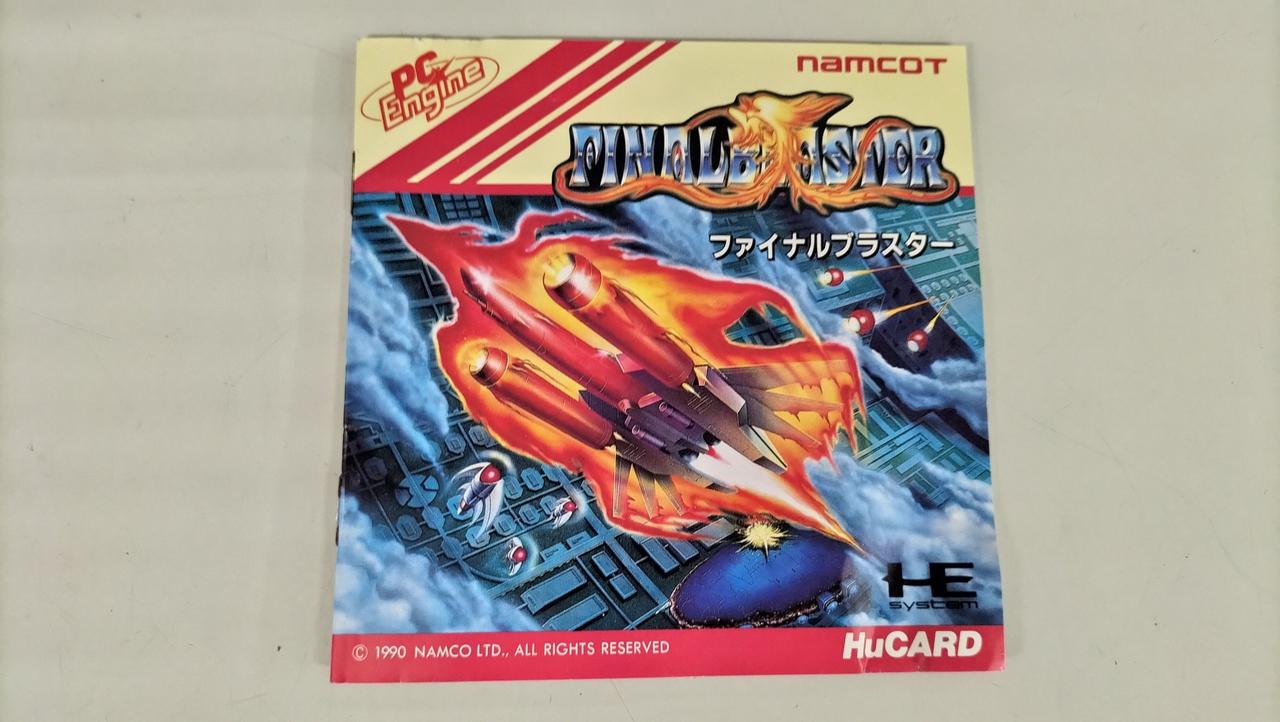 PC Engine
namcot
FINAL BLASTER
ファイナルブラスター
HE
system
© 1990 NAMCO LTD., ALL RIGHTS RESERVED
HuCARD